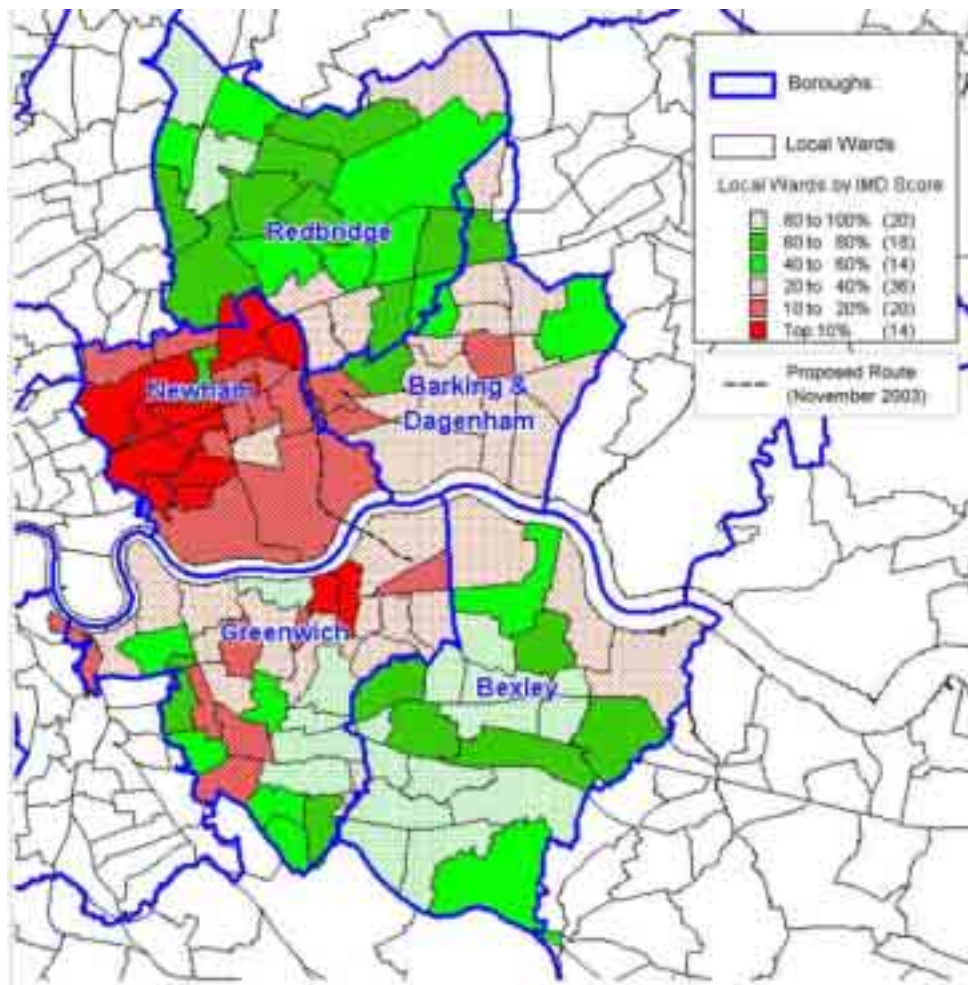 Boroughs
Local Wards
Local Wards by IMD Score
80 to 100% (20)
60 to 80% (18)
40 to 60% (14)
20 to 40% (36)
10 to 20% (20)
Top 10% (14)
Proposed Route
(November 2003)
Redbridge
Newham
Barking &
Dagenham
Greenwich
Bexley